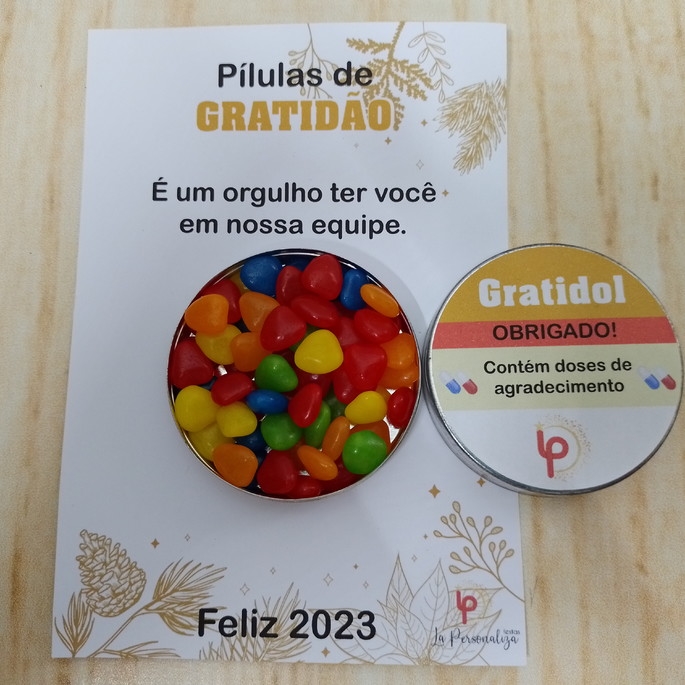 Pílulas de
GRATIDÃO
É um orgulho ter você
em nossa equipe.
Gratidol
OBRIGADO!
Contém doses de
agradecimento
LP
Feliz 2023
LP
La Personaliza